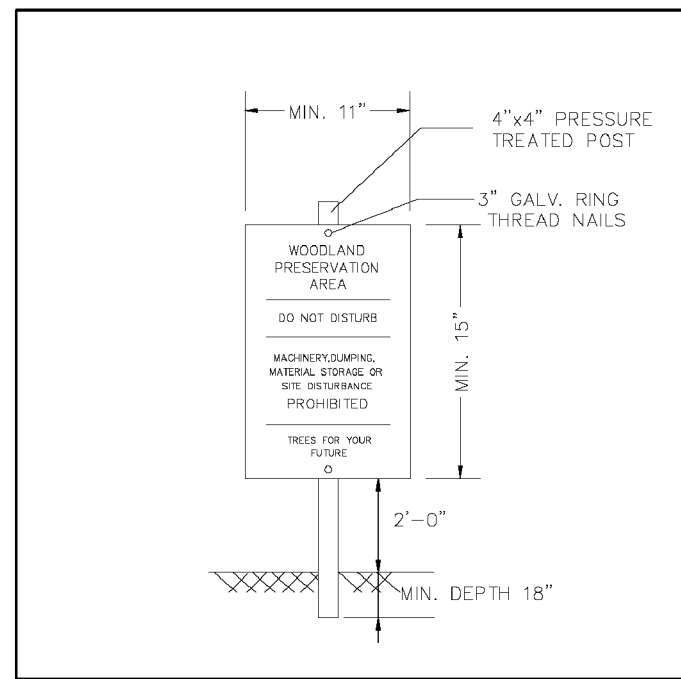 MIN. 11"
4"x4" PRESSURE
TREATED POST
3" GALV. RING
THREAD NAILS
WOODLAND
PRESERVATION
AREA
DO NOT DISTURB
MACHINERY,DUMPING,
MATERIAL STORAGE OR
SITE DISTURBANCE
PROHIBITED
TREES FOR YOUR
FUTURE
MIN. 15"
2'-0"
MIN. DEPTH 18"